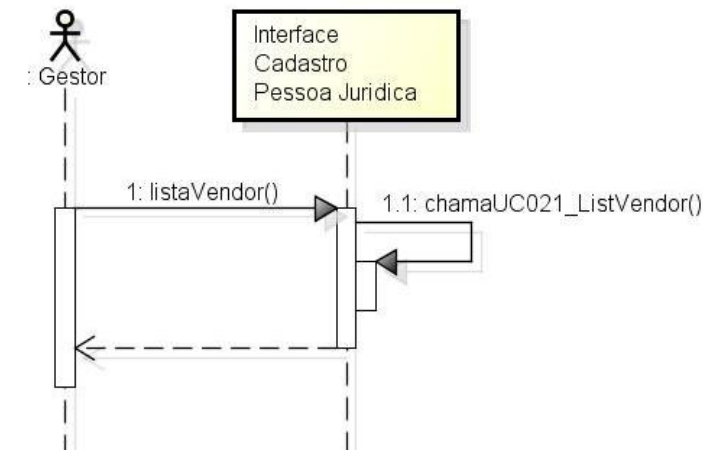 : Gestor
Interface
Cadastro
Pessoa Juridica
1: listaVendor()
1.1: chamaUC021_ListVendor()